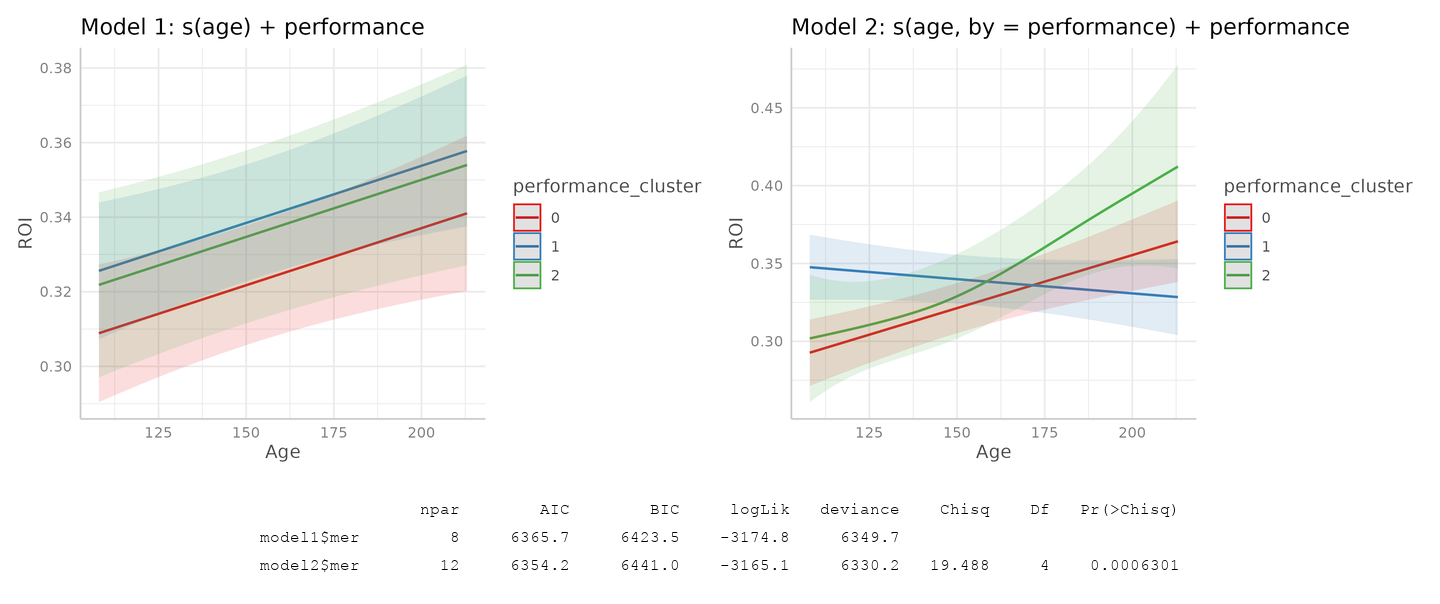 Model 1: s(age) + performance
0.38
0.36
0.34
0.32
0.30
ROI
125 150 175 200
Age
performance_cluster
0
1
2
Model 2: s(age, by = performance) + performance
0.45
0.40
0.35
0.30
ROI
125 150 175 200
Age
performance_cluster
0
1
2
npar AIC BIC logLik deviance Chisq Df Pr(>Chisq)
model1$mer 8 6365.7 6423.5 -3174.8 6349.7
model2$mer 12 6354.2 6441.0 -3165.1 6330.2 19.488 4 0.0006301